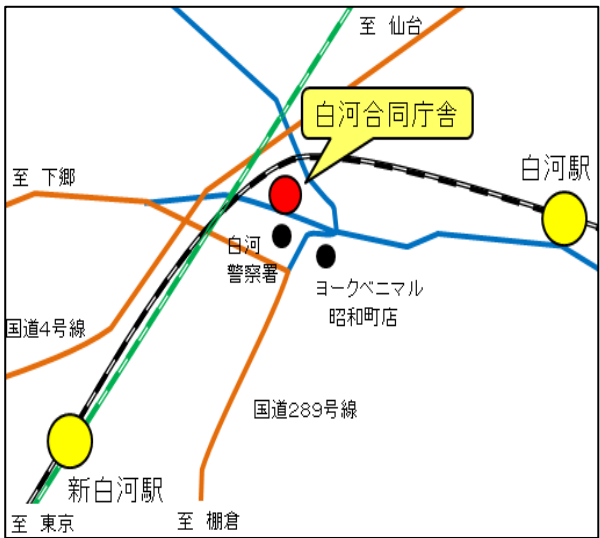 至 仙台
白河合同庁舎
白河駅
至 下郷
白河
警察署
ヨークベニマル
昭和町店
国道4号線
国道289号線
新白河駅
至 東京
至 棚倉